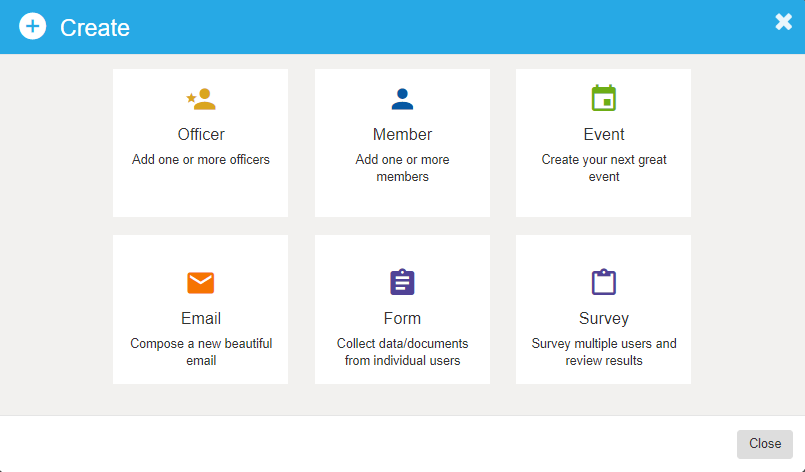 Create
Officer
Add one or more officers
Member
Add one or more
members
Event
Create your next great
event
Email
Compose a new beautiful
email
Form
Collect data/documents
from individual users
Survey
Survey multiple users and
review results
Close